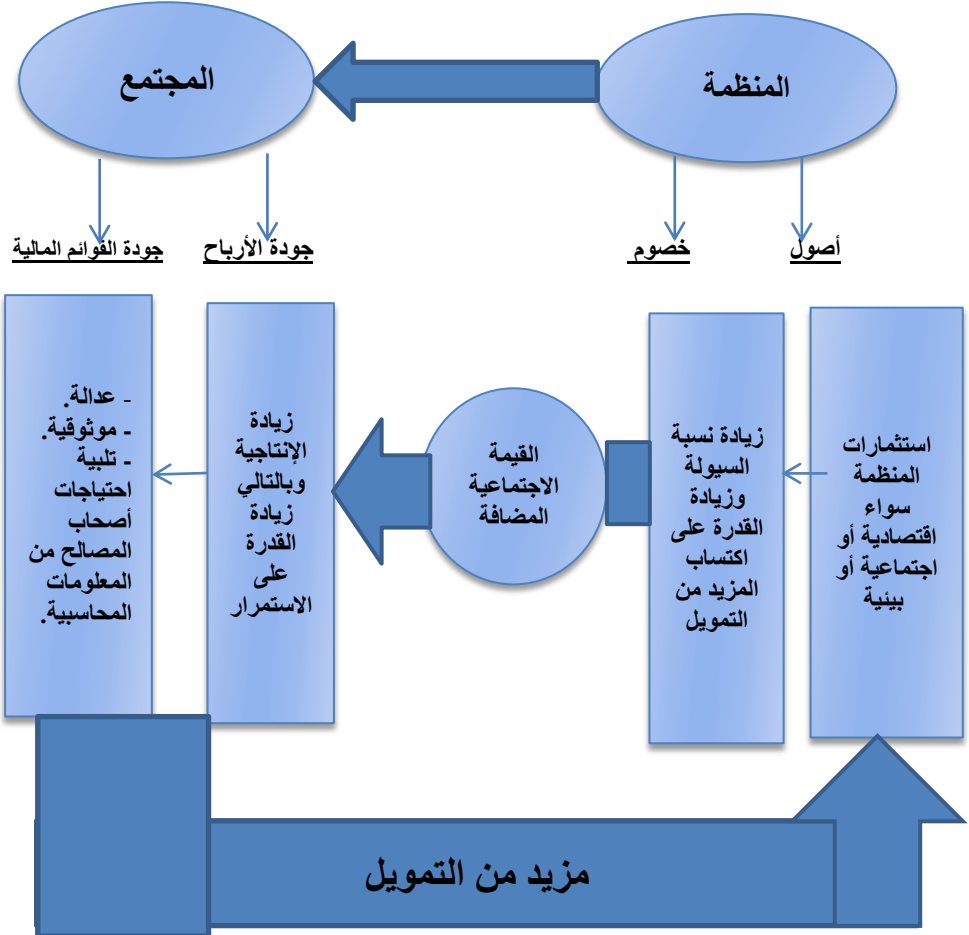 المنظمة
المجتمع
أصول
خصوم
جودة الأرباح
جودة القوائم المالية
استثمارات
المنظمة
سواء
اقتصادية أو
اجتماعية أو
بيئية
زيادة نسبة
السيولة
وزيادة
القدرة على
اكتساب
المزيد من
التمويل
القيمة
الاجتماعية
المضافة
زيادة
الإنتاجية
وبالتالي
زيادة
القدرة
على
الاستمرار
- عدالة.
- موثوقية.
- تلبية
احتياجات
أصحاب
المصالح من
المعلومات
المحاسبية.
مزيد من التمويل